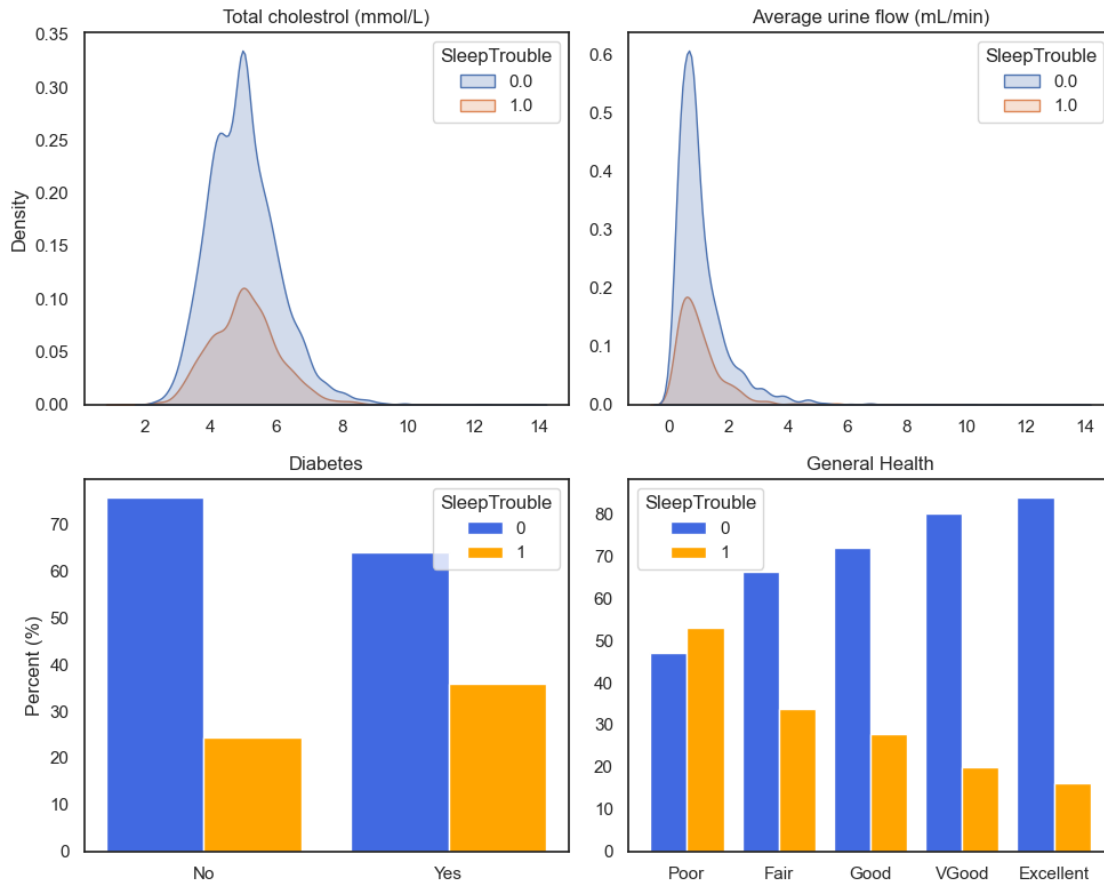 Total cholestrol (mmol/L)
0.35
0.30
0.25
0.20
0.15
0.10
0.05
0.00
Density
SleepTrouble
0.0
1.0
2 4 6 8 10 12 14
Average urine flow (mL/min)
0.6
0.5
0.4
0.3
0.2
0.1
0.0
SleepTrouble
0.0
1.0
0 2 4 6 8 10 12 14
Diabetes
70
60
50
40
30
20
10
0
Percent (%)
SleepTrouble
0
1
No Yes
General Health
80
70
60
50
40
30
20
10
0
SleepTrouble
0
1
Poor Fair Good VGood Excellent